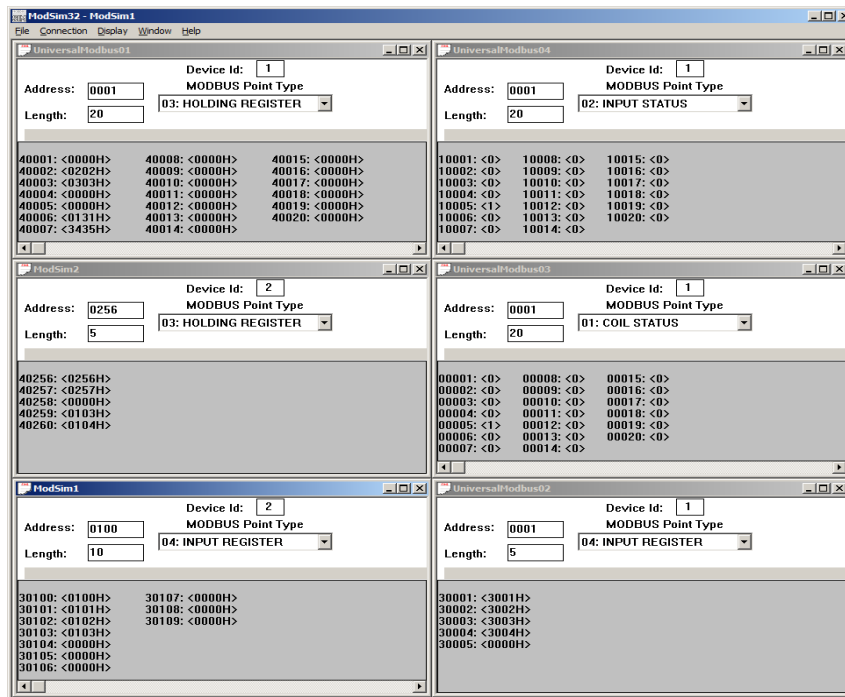 ModSim32 - ModSim1
File Connection Display Window Help
UniversalModbus01
Device Id: 1
Address: 0001
MODBUS Point Type
03: HOLDING REGISTER
Length: 20
40001: <0000H> 40008: <0000H> 40015: <0000H>
40002: <0202H> 40009: <0000H> 40016: <0000H>
40003: <0303H> 40010: <0000H> 40017: <0000H>
40004: <0000H> 40011: <0000H> 40018: <0000H>
40005: <0000H> 40012: <0000H> 40019: <0000H>
40006: <0131H> 40013: <0000H> 40020: <0000H>
40007: <3435H> 40014: <0000H>
UniversalModbus04
Device Id: 1
Address: 0001
MODBUS Point Type
02: INPUT STATUS
Length: 20
10001: <0> 10008: <0> 10015: <0>
10002: <0> 10009: <0> 10016: <0>
10003: <0> 10010: <0> 10017: <0>
10004: <1> 10011: <0> 10018: <0>
10005: <1> 10012: <0> 10019: <0>
10006: <0> 10013: <0> 10020: <0>
10007: <0> 10014: <0>
ModSim2
Device Id: 2
Address: 0256
MODBUS Point Type
03: HOLDING REGISTER
Length: 5
40256: <0256H>
40257: <0257H>
40258: <0000H>
40259: <0103H>
40260: <0104H>
UniversalModbus03
Device Id: 1
Address: 0001
MODBUS Point Type
01: COIL STATUS
Length: 20
00001: <0> 00008: <0> 00015: <0>
00002: <0> 00009: <0> 00016: <0>
00003: <0> 00010: <0> 00017: <0>
00004: <0> 00011: <0> 00018: <0>
00005: <1> 00012: <0> 00019: <0>
00006: <0> 00013: <0> 00020: <0>
00007: <0> 00014: <0>
ModSim1
Device Id: 2
Address: 0100
MODBUS Point Type
04: INPUT REGISTER
Length: 10
30100: <0100H> 30107: <0000H>
30101: <0101H> 30108: <0000H>
30102: <0102H> 30109: <0000H>
30103: <0103H>
30104: <0000H>
30105: <0000H>
30106: <0000H>
UniversalModbus02
Device Id: 1
Address: 0001
MODBUS Point Type
04: INPUT REGISTER
Length: 5
30001: <3001H>
30002: <3002H>
30003: <3003H>
30004: <3004H>
30005: <0000H>